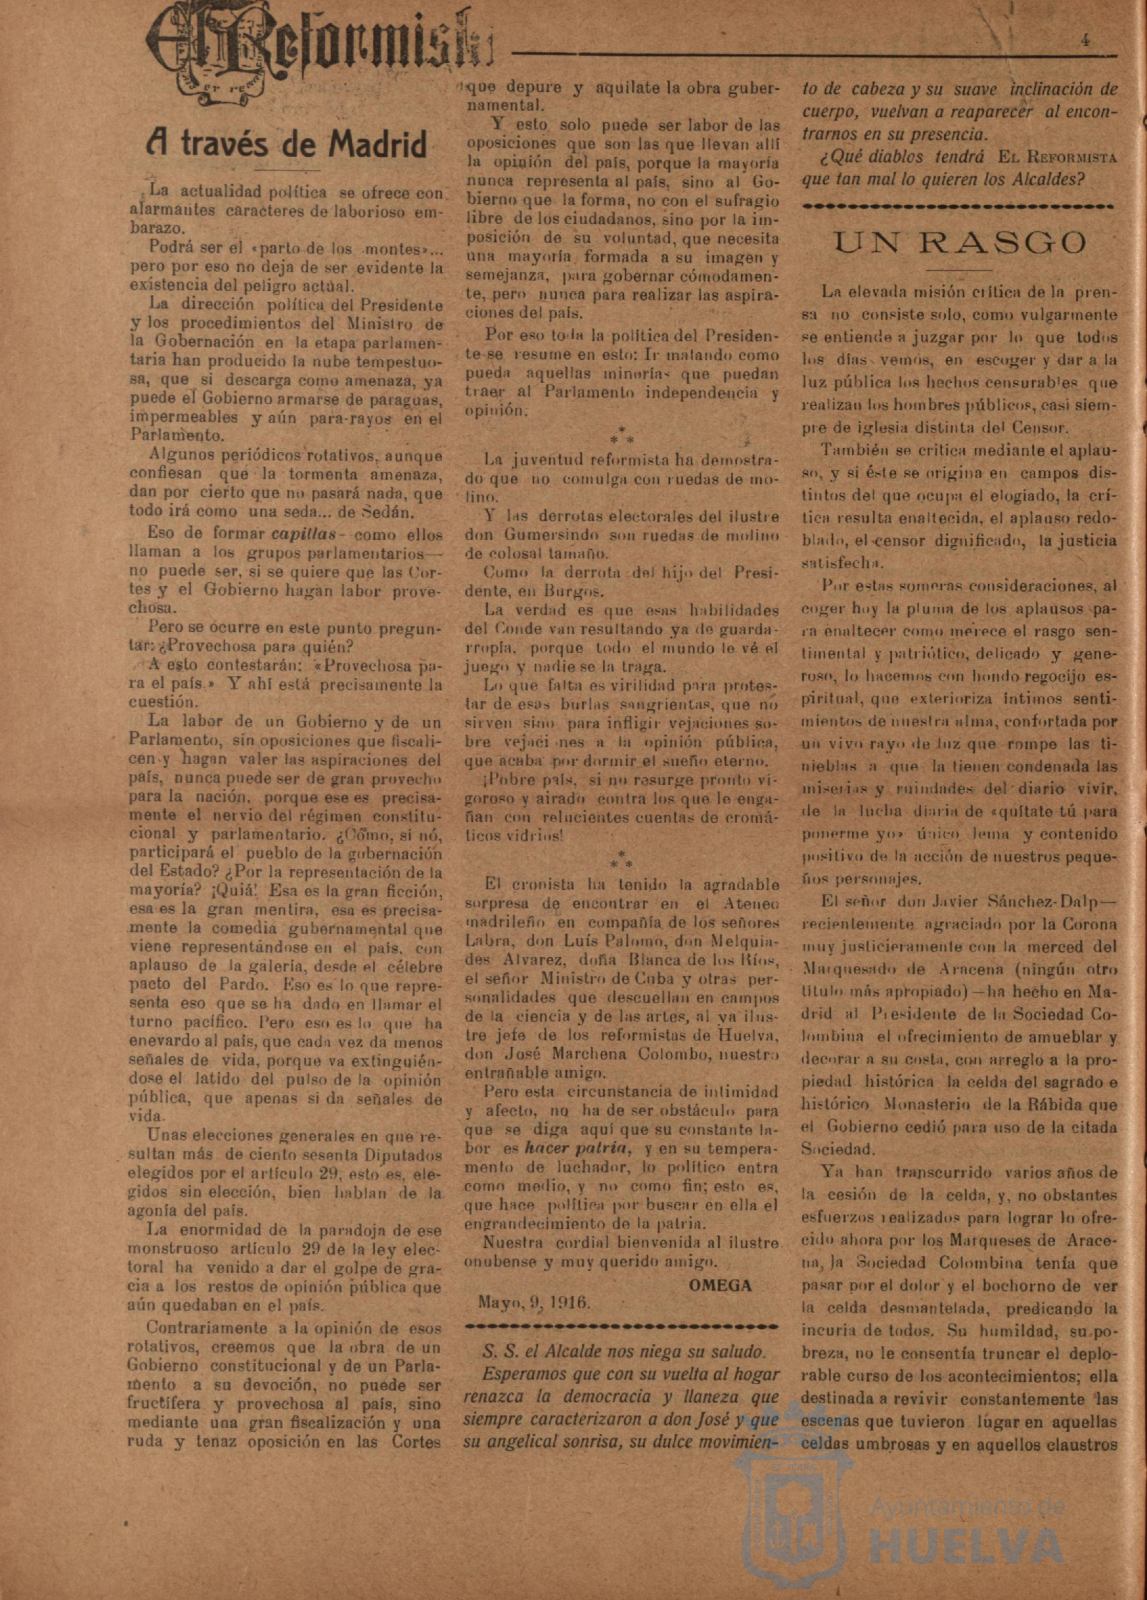 El Reformista
4
A través de Madrid
La actualidad política se ofrece con
alarmantes caracteres de laborioso em-
barazo.
Podrá ser el «parto de los montes»...
pero por eso no deja de ser evidente la
existencia del peligro actúal.
La dirección política del Presidente
y los procedimientos del Ministro de
la Gobernación en la etapa parlamen-
taria han producido la nube tempestuo-
sa, que si descarga como amenaza, ya
puede el Gobierno armarse de paraguas,
impermeables y aún para-rayos en el
Parlamento.
Algunos periódicos rotativos, aunque
confiesan que la tormenta amenaza,
dan por cierto que no pasará nada, que
todo irá como una seda... de Sedán.
Eso de formar capillas—como ellos
llaman a los grupos parlamentarios—
no puede ser, si se quiere que las Cor-
tes y el Gobierno hagan labor prove-
chosa.
Pero se ocurre en este punto pregun-
tar: ¿Provechosa para quién?
A esto contestarán: «Provechosa pa-
ra el país.» Y ahí está precisamente la
cuestión.
La labor de un Gobierno y de un
Parlamento, sin oposiciones que fiscali-
cen y hagan valer las aspiraciones del
país, nunca puede ser de gran provecho
para la nación, porque ese es precisa-
mente el nervio del régimen constitu-
cional y parlamentario. ¿Cómo, si nó,
participará el pueblo de la gobernación
del Estado? ¿Por la representación de la
mayoría? ¡Quiá! Esa es la gran ficción,
esa es la gran mentira, esa es precisa-
mente la comedia gubernamental que
viene representándose en el país, con
aplauso de la galería, desde el célebre
pacto del Pardo. Eso es lo que repre-
senta eso que se ha dado en llamar el
turno pacífico. Pero eso es lo que ha
enevardo al país, que cada vez da menos
señales de vida, porque va extinguién-
dose el latido del pulso de la opinión
pública, que apenas si da señales de
vida.
Unas elecciones generales en que re-
sultan más de ciento sesenta Diputados
elegidos por el artículo 29, esto es, ele-
gidos sin elección, bien hablan de la
agonía del país.
La enormidad de la paradoja de ese
monstruoso artículo 29 de la ley elec-
toral ha venido a dar el golpe de gra-
cia a los restos de opinión pública que
aún quedaban en el país.
Contrariamente a la opinión de esos
rotativos, creemos que la obra de un
Gobierno constitucional y de un Parla-
mento a su devoción, no puede ser
fructífera y provechosa al país, sino
mediante una gran fiscalización y una
ruda y tenaz oposición en las Cortes
que depure y aquilate la obra guber-
namental.
Y esto solo puede ser labor de las
oposiciones que son las que llevan allí
la opinión del país, porque la mayoría
nunca representa al país, sino al Go-
bierno que la forma, no con el sufragio
libre de los ciudadanos, sino por la im-
posición de su voluntad, que necesita
una mayoría formada a su imagen y
semejanza, para gobernar cómodamen-
te, pero nunca para realizar las aspira-
ciones del país.
Por eso toda la política del Presiden-
te se resume en esto: Ir matando como
pueda aquellas minorías que puedan
traer al Parlamento independencia y
opinión.
*
* *
La juventud reformista ha demostra-
do que no comulga con ruedas de mo-
lino.
Y las derrotas electorales del ilustre
don Gumersindo son ruedas de molino
de colosal tamaño.
Como la derrota del hijo del Presi-
dente, en Burgos.
La verdad es que esas habilidades
del Conde van resultando ya de guarda-
rropía, porque todo el mundo le vé el
juego y nadie se la traga.
Lo que falta es virilidad para protes-
tar de esas burlas sangrientas, que no
sirven sino para infligir vejaciones so-
bre vejaciones a la opinión pública,
que acaba por dormir el sueño eterno.
¡Pobre país, si no resurge pronto vi-
goroso y airado contra los que le enga-
ñan con relucientes cuentas de cromá-
ticos vidrios!
*
* *
El cronista ha tenido la agradable
sorpresa de encontrar en el Ateneo
madrileño en compañía de los señores
Labra, don Luís Palomo, don Melquia-
des Alvarez, doña Blanca de los Ríos,
el señor Ministro de Cuba y otras per-
sonalidades que descuellan en campos
de la ciencia y de las artes, al ya ilus-
tre jefe de los reformistas de Huelva,
don José Marchena Colombo, nuestro
entrañable amigo.
Pero esta circunstancia de intimidad
y afecto, no ha de ser obstáculo para
que se diga aquí que su constante la-
bor es hacer patria, y en su tempera-
mento de luchador, lo político entra
como medio, y no como fin; esto es,
que hace política por buscar en ella el
engrandecimiento de la patria.
Nuestra cordial bienvenida al ilustre
onubense y muy querido amigo.
OMEGA
Mayo, 9, 1916.
S. S. el Alcalde nos niega su saludo.
Esperamos que con su vuelta al hogar
renazca la democracia y llaneza que
siempre caracterizaron a don José y que
su angelical sonrisa, su dulce movimien-
to de cabeza y su suave inclinación de
cuerpo, vuelvan a reaparecer al encon-
trarnos en su presencia.
¿Qué diablos tendrá EL REFORMISTA
que tan mal lo quieren los Alcaldes?
UN RASGO
La elevada misión crítica de la pren-
sa no consiste solo, como vulgarmente
se entiende a juzgar por lo que todos
los días vemos, en escoger y dar a la
luz pública los hechos censurables que
realizan los hombres públicos, casi siem-
pre de iglesia distinta del Censor.
También se critica mediante el aplau-
so, y si éste se origina en campos dis-
tintos del que ocupa el elogiado, la crí-
tica resulta enaltecida, el aplauso redo-
blado, el censor dignificado, la justicia
satisfecha.
Por estas someras consideraciones, al
coger hoy la pluma de los aplausos pa-
ra enaltecer como merece el rasgo sen-
timental y patriótico, delicado y gene-
roso, lo hacemos con hondo regocijo es-
piritual, que exterioriza íntimos senti-
mientos de nuestra alma, confortada por
un vivo rayo de luz que rompe las ti-
nieblas a que la tienen condenada las
miserias y ruindades del diario vivir,
de la lucha diaria de «quítate tú para
ponerme yo» único lema y contenido
positivo de la acción de nuestros peque-
ños personajes.
El señor don Javier Sánchez-Dalp—
recientemente agraciado por la Corona
muy justicieramente con la merced del
Marquesado de Aracena (ningún otro
título más apropiado)—ha hecho en Ma-
drid al Presidente de la Sociedad Co-
lombina el ofrecimiento de amueblar y
decorar a su costa, con arreglo a la pro-
piedad histórica la celda del sagrado e
histórico Monasterio de la Rábida que
el Gobierno cedió para uso de la citada
Sociedad.
Ya han transcurrido varios años de
la cesión de la celda, y, no obstantes
esfuerzos realizados para lograr lo ofre-
cido ahora por los Marqueses de Arace-
na, la Sociedad Colombina tenía que
pasar por el dolor y el bochorno de ver
la celda desmantelada, predicando la
incuria de todos. Su humildad, su po-
breza, no le consentía truncar el deplo-
rable curso de los acontecimientos; ella
destinada a revivir constantemente las
escenas que tuvieron lugar en aquellas
celdas umbrosas y en aquellos claustros
Ayuntamiento de
HUELVA